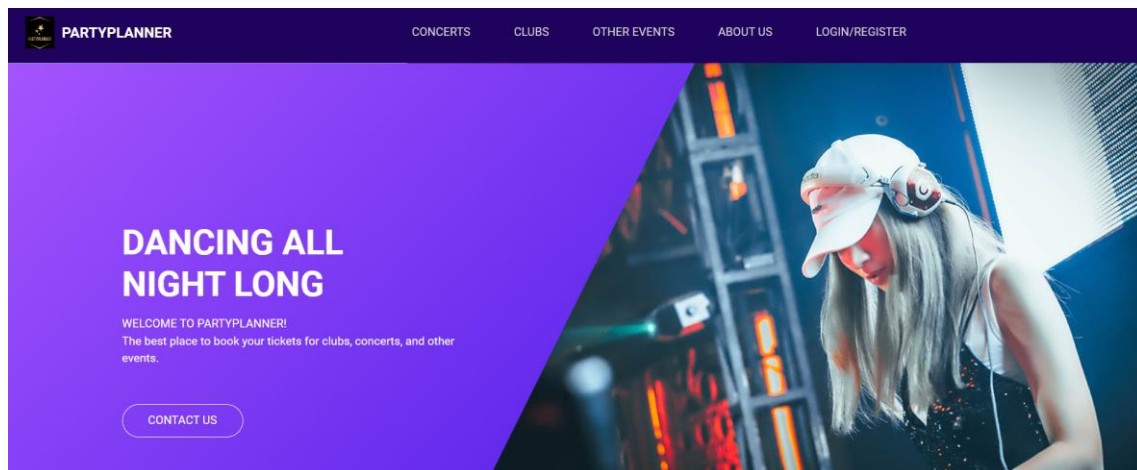 PARTYPLANNER
CONCERTS
CLUBS
OTHER EVENTS
ABOUT US
LOGIN/REGISTER
DANCING ALL
NIGHT LONG
WELCOME TO PARTYPLANNER!
The best place to book your tickets for clubs, concerts, and other
events.
CONTACT US